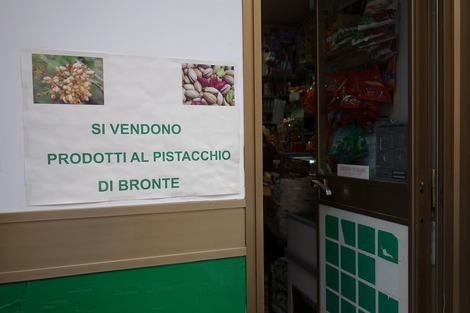 SI VENDONO
PRODOTTI AL PISTACCHIO
DI BRONTE